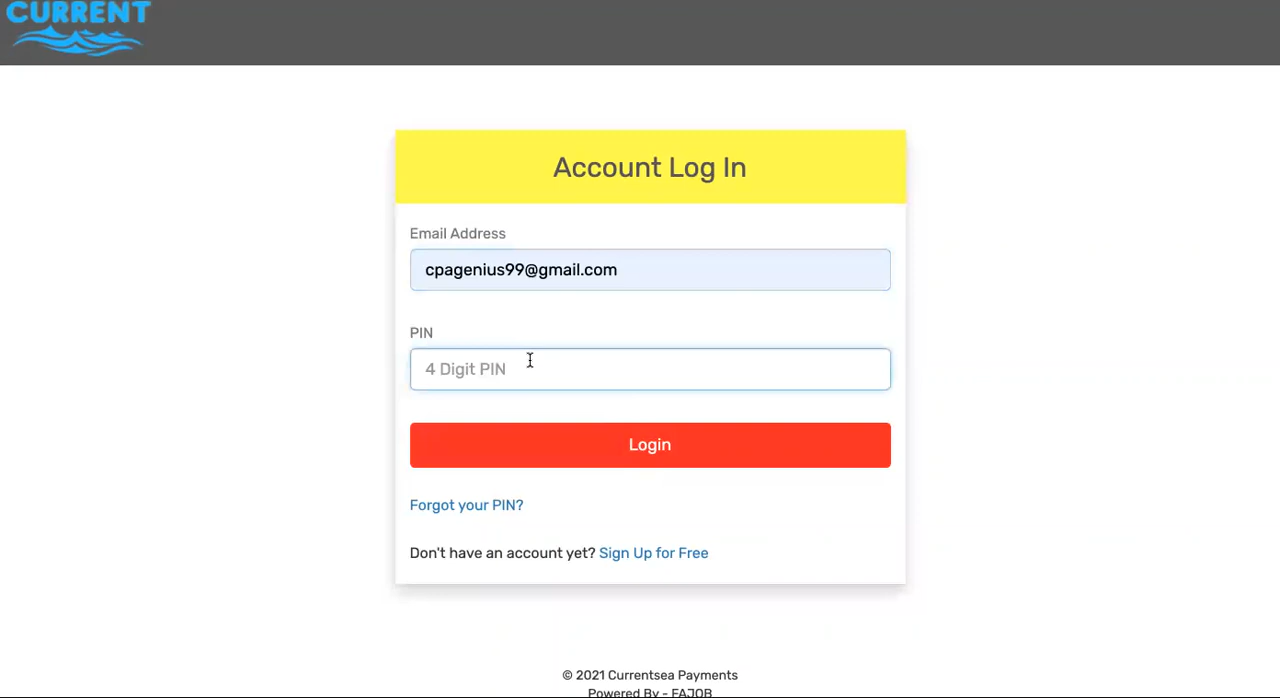 CURRENT
Account Log In
Email Address
cpagenius99@gmail.com
PIN
4 Digit PIN
Login
Forgot your PIN?
Don't have an account yet? Sign Up for Free
© 2021 Currentsea Payments
Powered By - FAJOB